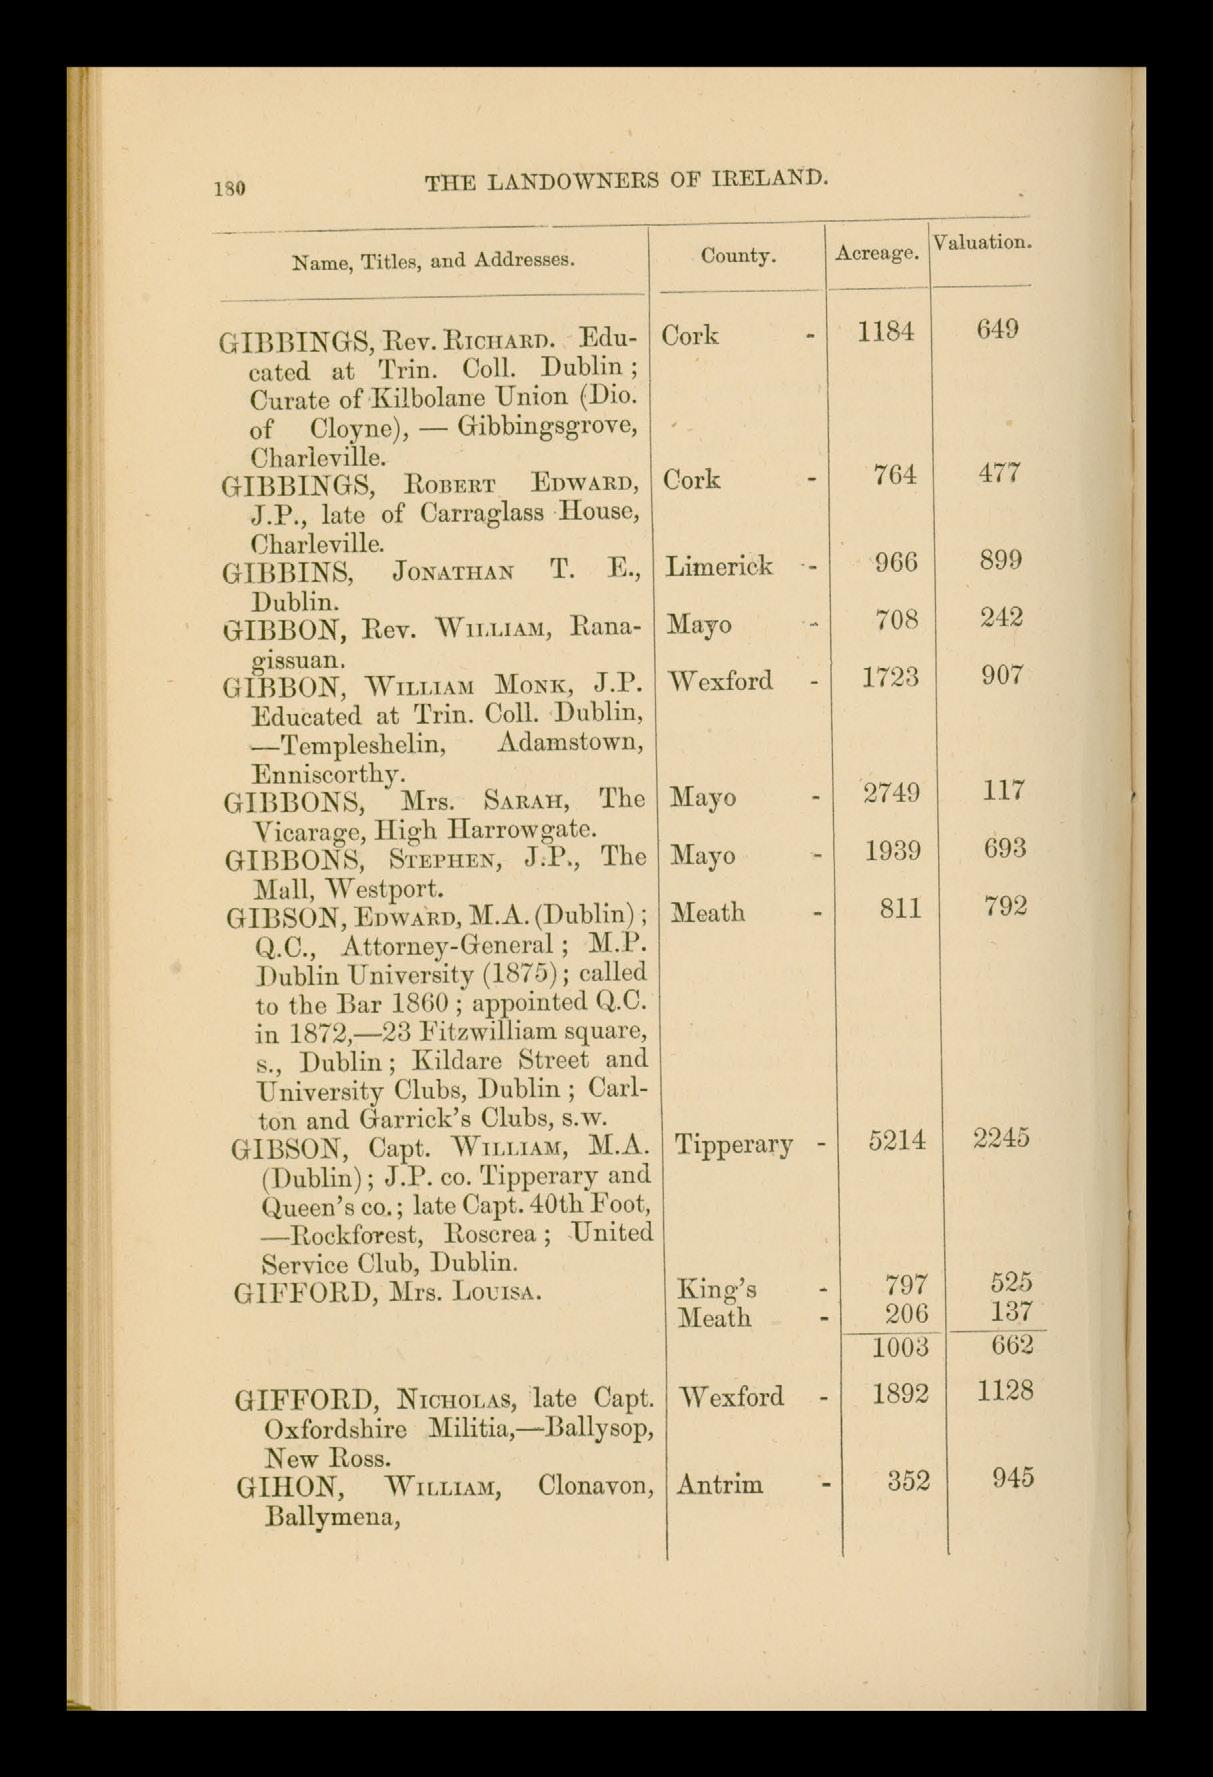 180
THE LANDOWNERS OF IRELAND.
Name, Titles, and Addresses. County. Acreage. Valuation.
GIBBINGS, Rev. RICHARD. Edu- Cork - 1184 649
cated at Trin. Coll. Dublin ;
Curate of Kilbolane Union (Dio.
of Cloyne), — Gibbingsgrove,
Charleville.
GIBBINGS, ROBERT EDWARD, Cork - 764 477
J.P., late of Carraglass House,
Charleville.
GIBBINS, JONATHAN T. E., Limerick - 966 899
Dublin.
GIBBON, Rev. WILLIAM, Rana- Mayo - 708 242
gissuan.
GIBBON, WILLIAM MONK, J.P. Wexford - 1723 907
Educated at Trin. Coll. Dublin,
—Templeshelin, Adamstown,
Enniscorthy.
GIBBONS, Mrs. SARAH, The Mayo - 2749 117
Vicarage, High Harrowgate.
GIBBONS, STEPHEN, J.P., The Mayo - 1939 693
Mall, Westport.
GIBSON, EDWARD, M.A. (Dublin) ; Meath - 811 792
Q.C., Attorney-General ; M.P.
Dublin University (1875) ; called
to the Bar 1860 ; appointed Q.C.
in 1872,—23 Fitzwilliam square,
s., Dublin ; Kildare Street and
University Clubs, Dublin ; Carl-
ton and Garrick's Clubs, s.w.
GIBSON, Capt. WILLIAM, M.A. Tipperary - 5214 2245
(Dublin) ; J.P. co. Tipperary and
Queen's co. ; late Capt. 40th Foot,
—Rockforest, Roscrea ; United
Service Club, Dublin.
GIFFORD, Mrs. LOUISA. King's - 797 525
Meath - 206 137
1003 662
GIFFORD, NICHOLAS, late Capt. Wexford - 1892 1128
Oxfordshire Militia,—Ballysop,
New Ross.
GIHON, WILLIAM, Clonavon, Antrim - 352 945
Ballymena,